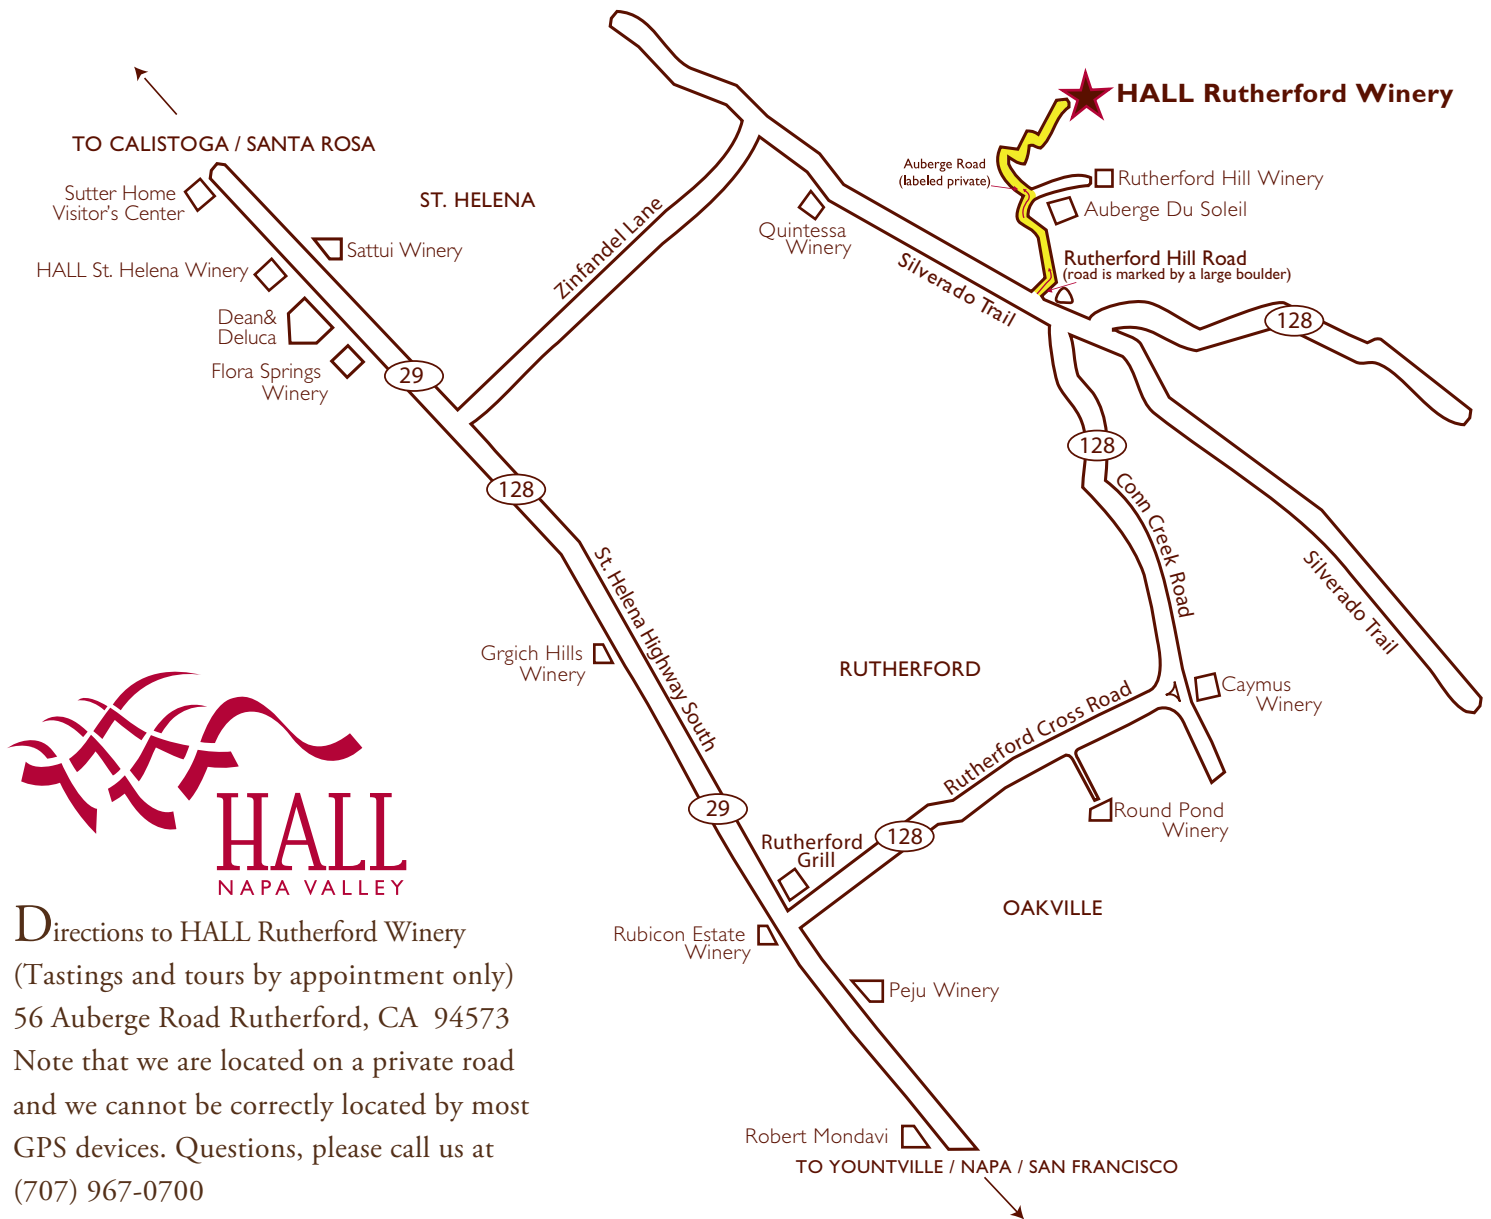 HALL Rutherford Winery
TO CALISTOGA / SANTA ROSA
Auberge Road
(labeled private)
Rutherford Hill Winery
Sutter Home
Visitor's Center
ST. HELENA
Zinfandel Lane
Auberge Du Soleil
Quintessa
Winery
Sattui Winery
HALL St. Helena Winery
Silverado Trail
Rutherford Hill Road
(road is marked by a large boulder)
Dean&
Deluca
128
Flora Springs
Winery
29
128
128
Conn Creek Road
Silverado Trail
St. Helena Highway South
Grgich Hills
Winery
RUTHERFORD
Caymus
Winery
Rutherford Cross Road
29
Round Pond
Winery
128
Rutherford
Grill
HALL
NAPA VALLEY
OAKVILLE
Rubicon Estate
Winery
Peju Winery
Robert Mondavi
TO YOUNTVILLE / NAPA / SAN FRANCISCO
Directions to HALL Rutherford Winery
(Tastings and tours by appointment only)
56 Auberge Road Rutherford, CA  94573
Note that we are located on a private road
and we cannot be correctly located by most
GPS devices. Questions, please call us at
(707) 967-0700